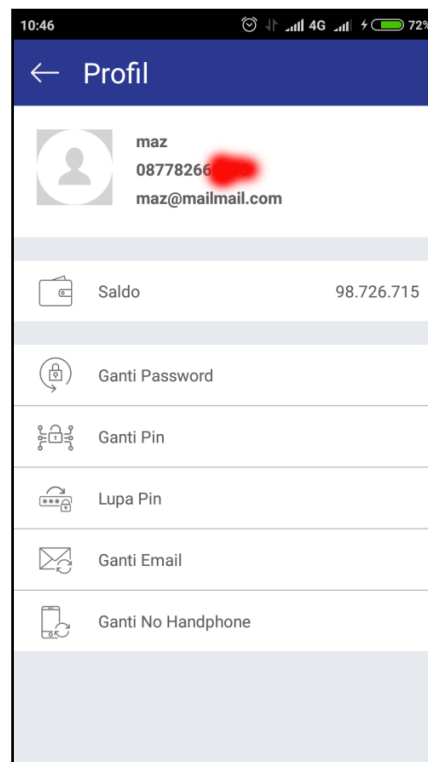 10:46 4G 72%
Profil
maz
08778266
maz@mailmail.com
Saldo 98.726.715
Ganti Password
Ganti Pin
Lupa Pin
Ganti Email
Ganti No Handphone